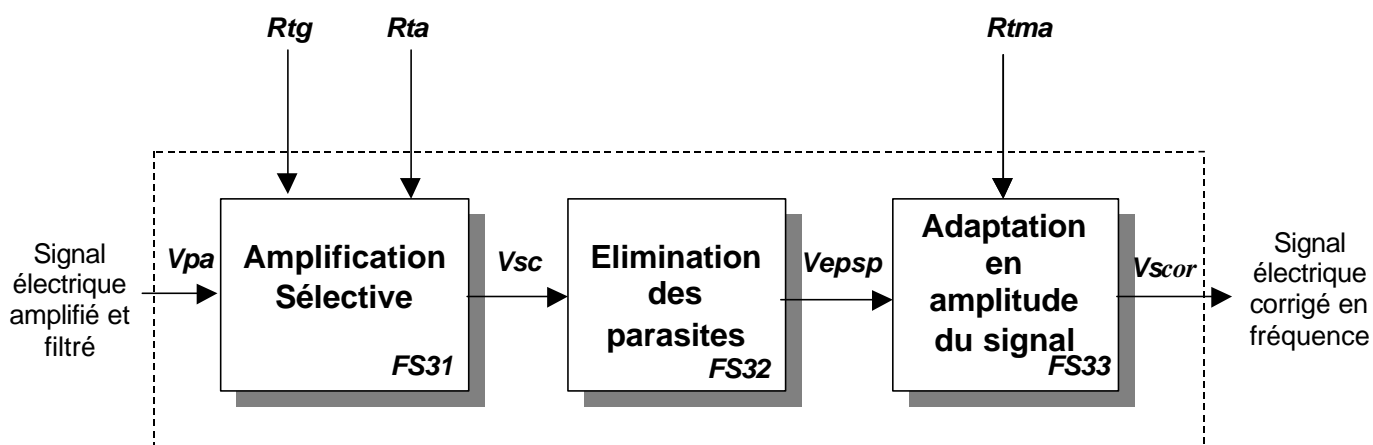 Rtg
Rta
Rtma
Signal
électrique
amplifié et
filtré
Vpa
Amplification
Sélective
FS31
Vsc
Elimination
des
parasites
FS32
Vepsp
Adaptation
en
amplitude
du signal
FS33
Vscor
Signal
électrique
corrigé en
fréquence